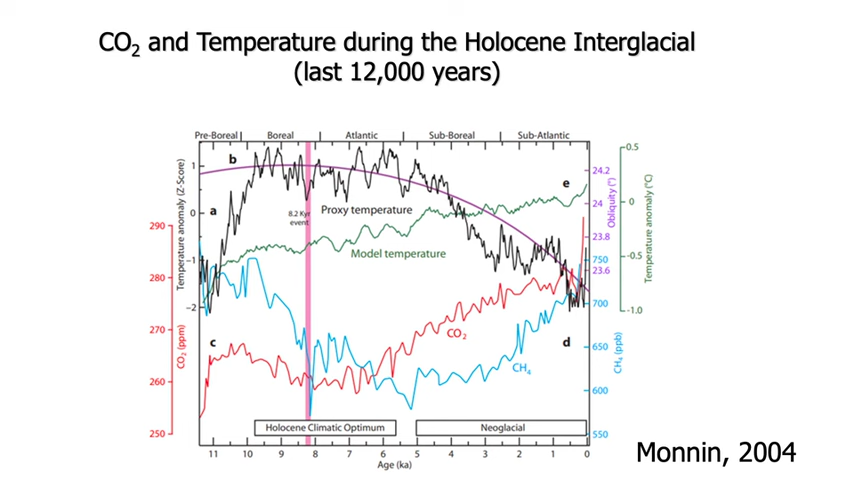 CO2 and Temperature during the Holocene Interglacial
(last 12,000 years)
Pre-Boreal Boreal Atlantic Sub-Boreal Sub-Atlantic
b
a
e
c
d
Temperature anomaly (Z-Score)
1
0
-1
-2
8.2 Kyr
event
Proxy temperature
Model temperature
CO2
CH4
CO2 (ppm)
290
280
270
260
250
24.2
24
23.8
23.6
Obliquity (°)
0.5
0
-0.5
-1.0
Temperature anomaly (°C)
750
700
650
600
550
CH4 (ppb)
Holocene Climatic Optimum
Neoglacial
11 10 9 8 7 6 5 4 3 2 1 0
Age (ka)
Monnin, 2004